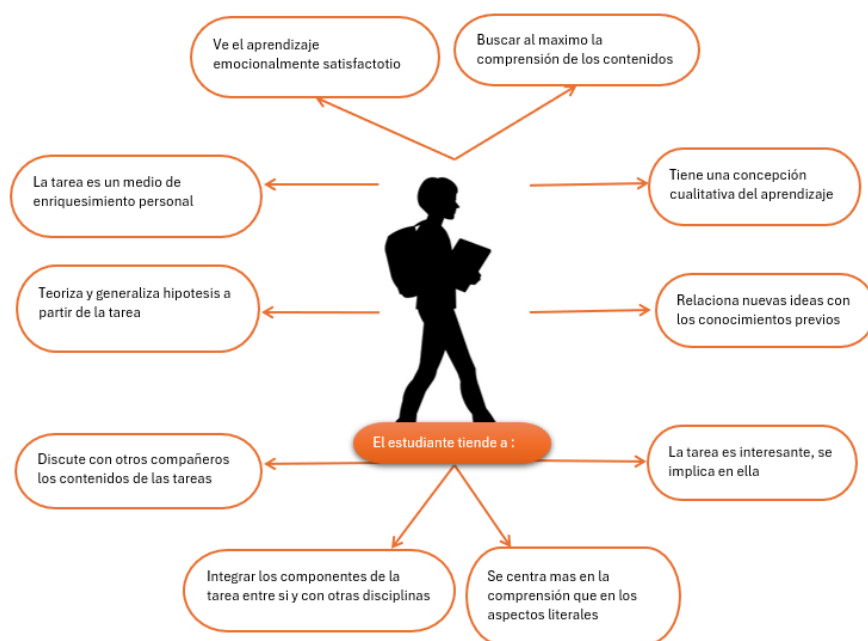 Ve el aprendizaje
emocionalmente satisfactotio
Buscar al maximo la
comprensión de los contenidos
La tarea es un medio de
enriquesimiento personal
Tiene una concepción
cualitativa del aprendizaje
Teoriza y generaliza hipotesis a
partir de la tarea
Relaciona nuevas ideas con
los conocimientos previos
El estudiante tiende a :
Discute con otros compañeros
los contenidos de las tareas
La tarea es interesante, se
implica en ella
Integrar los componentes de la
tarea entre si y con otras disciplinas
Se centra mas en la
comprensión que en los
aspectos literales